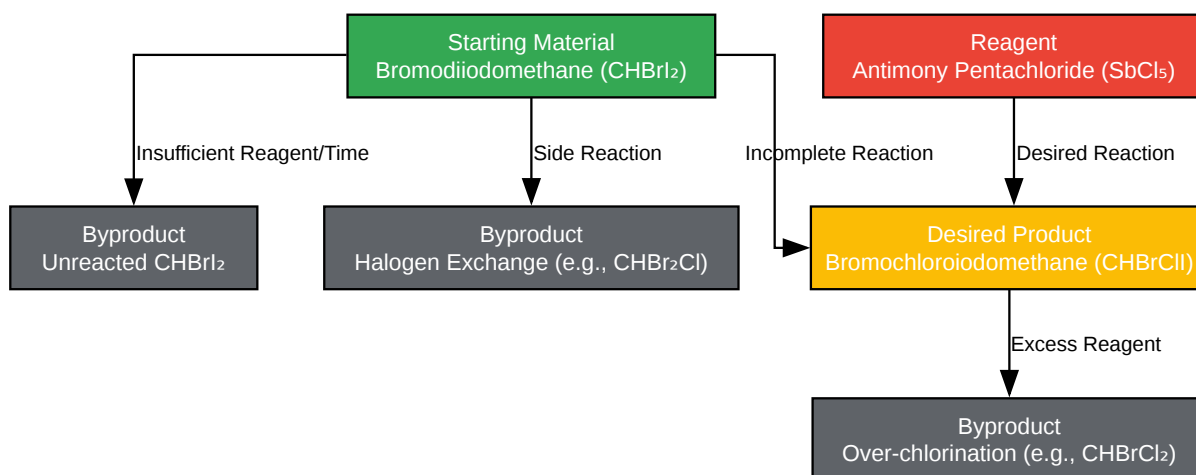 Starting Material
Bromodiiodomethane (CHBrI₂)
Reagent
Antimony Pentachloride (SbCl₅)
Insufficient Reagent/Time
Side Reaction
Incomplete Reaction
Desired Reaction
Byproduct
Unreacted CHBrI₂
Byproduct
Halogen Exchange (e.g., CHBr₂Cl)
Desired Product
Bromochloroiodomethane (CHBrClI)
Excess Reagent
Byproduct
Over-chlorination (e.g., CHBrCl₂)